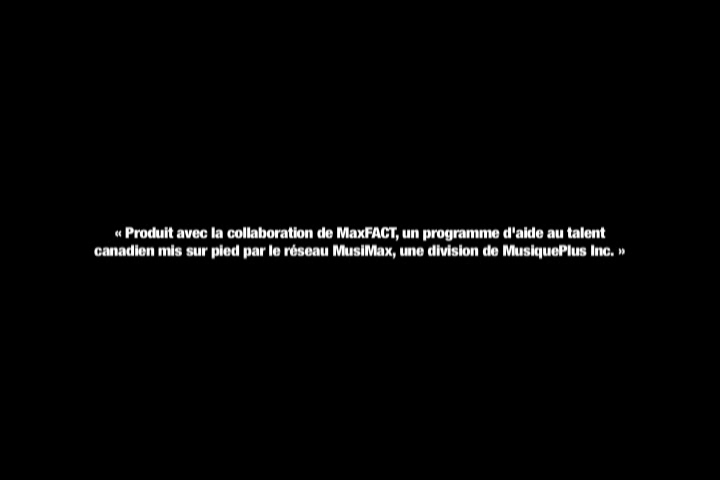 « Produit avec la collaboration de MaxFACT, un programme d'aide au talent
canadien mis sur pied par le réseau MusiMax, une division de MusiquePlus Inc. »